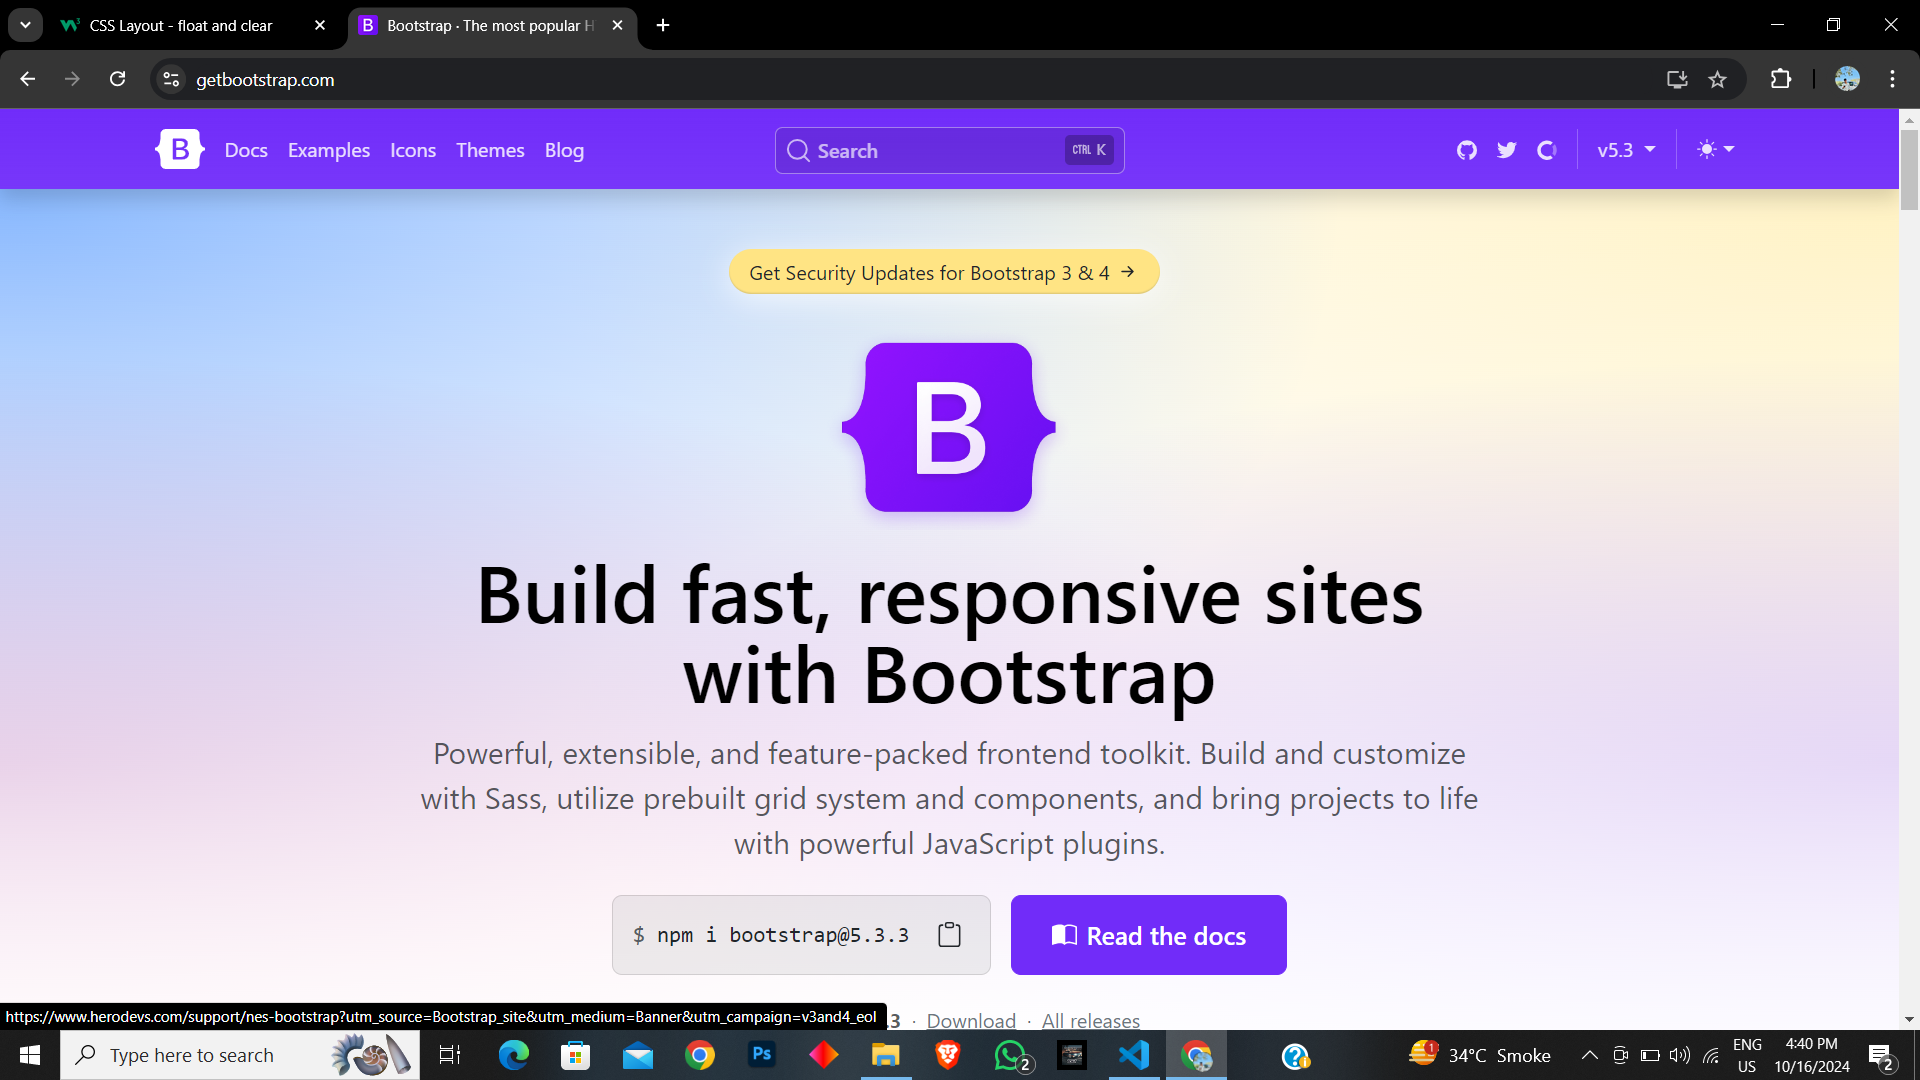 CSS Layout - float and clear
Bootstrap · The most popular H
getbootstrap.com
B
Docs
Examples
Icons
Themes
Blog
Search
CTRL K
v5.3
Get Security Updates for Bootstrap 3 & 4 →
B
Build fast, responsive sites
with Bootstrap
Powerful, extensible, and feature-packed frontend toolkit. Build and customize
with Sass, utilize prebuilt grid system and components, and bring projects to life
with powerful JavaScript plugins.
$ npm i bootstrap@5.3.3
Read the docs
.3 · Download · All releases
https://www.herodevs.com/support/nes-bootstrap?utm_source=Bootstrap_site&utm_medium=Banner&utm_campaign=v3and4_eol
Type here to search
Ps
2
1
34°C Smoke
ENG
US
4:40 PM
10/16/2024
2